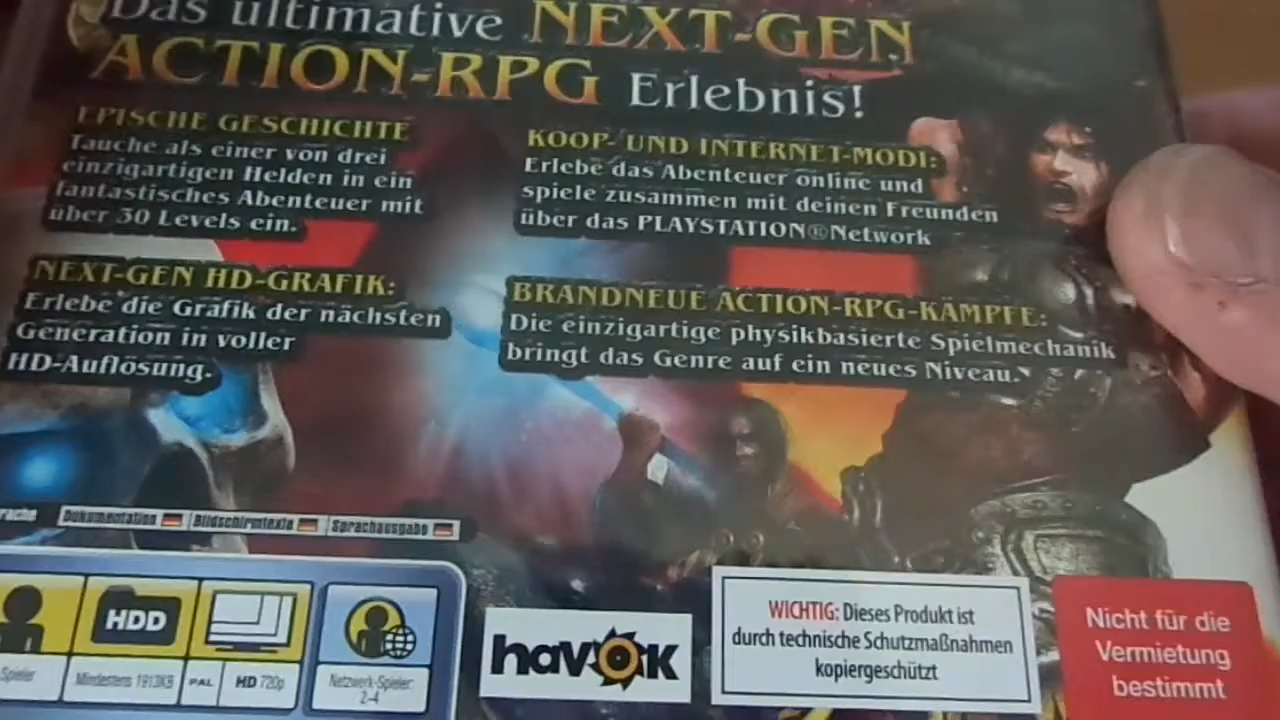 Das ultimative NEXT-GEN
ACTION-RPG Erlebnis!
EPISCHE GESCHICHTE
Tauche als einer von drei
einzigartigen Helden in ein
fantastisches Abenteuer mit
über 30 Levels ein.
KOOP- UND INTERNET-MODI:
Erlebe das Abenteuer online und
spiele zusammen mit deinen Freunden
über das PLAYSTATION®Network
NEXT-GEN HD-GRAFIK:
Erlebe die Grafik der nächsten
Generation in voller
HD-Auflösung.
BRANDNEUE ACTION-RPG-KÄMPFE:
Die einzigartige physikbasierte Spielmechanik
bringt das Genre auf ein neues Niveau.
Dokumentation Bildschirmtexte Sprachausgabe
HDD
Spieler
Mindestens 1913KB
PAL
HD 720p
Netzwerk-Spieler
2-4
havok
WICHTIG: Dieses Produkt ist
durch technische Schutzmaßnahmen
kopiergeschützt
Nicht für die
Vermietung
bestimmt